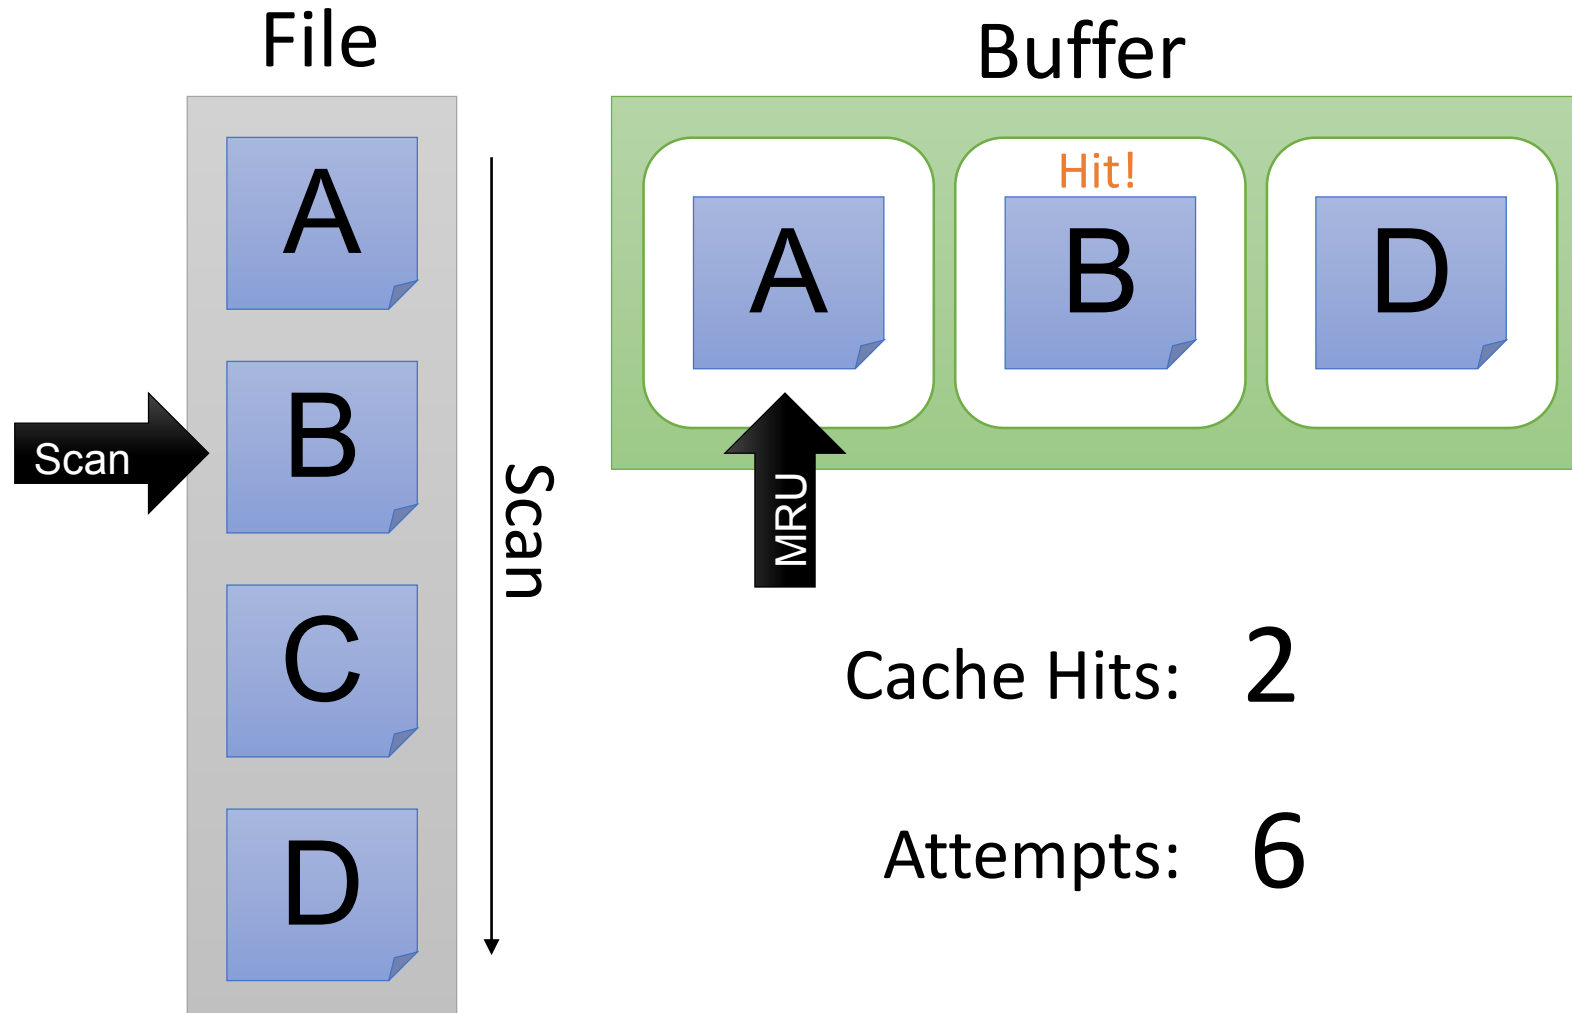 File
A
B
C
D
Scan
Scan
Buffer
A
Hit!
B
D
MRU
Cache Hits: 2
Attempts: 6